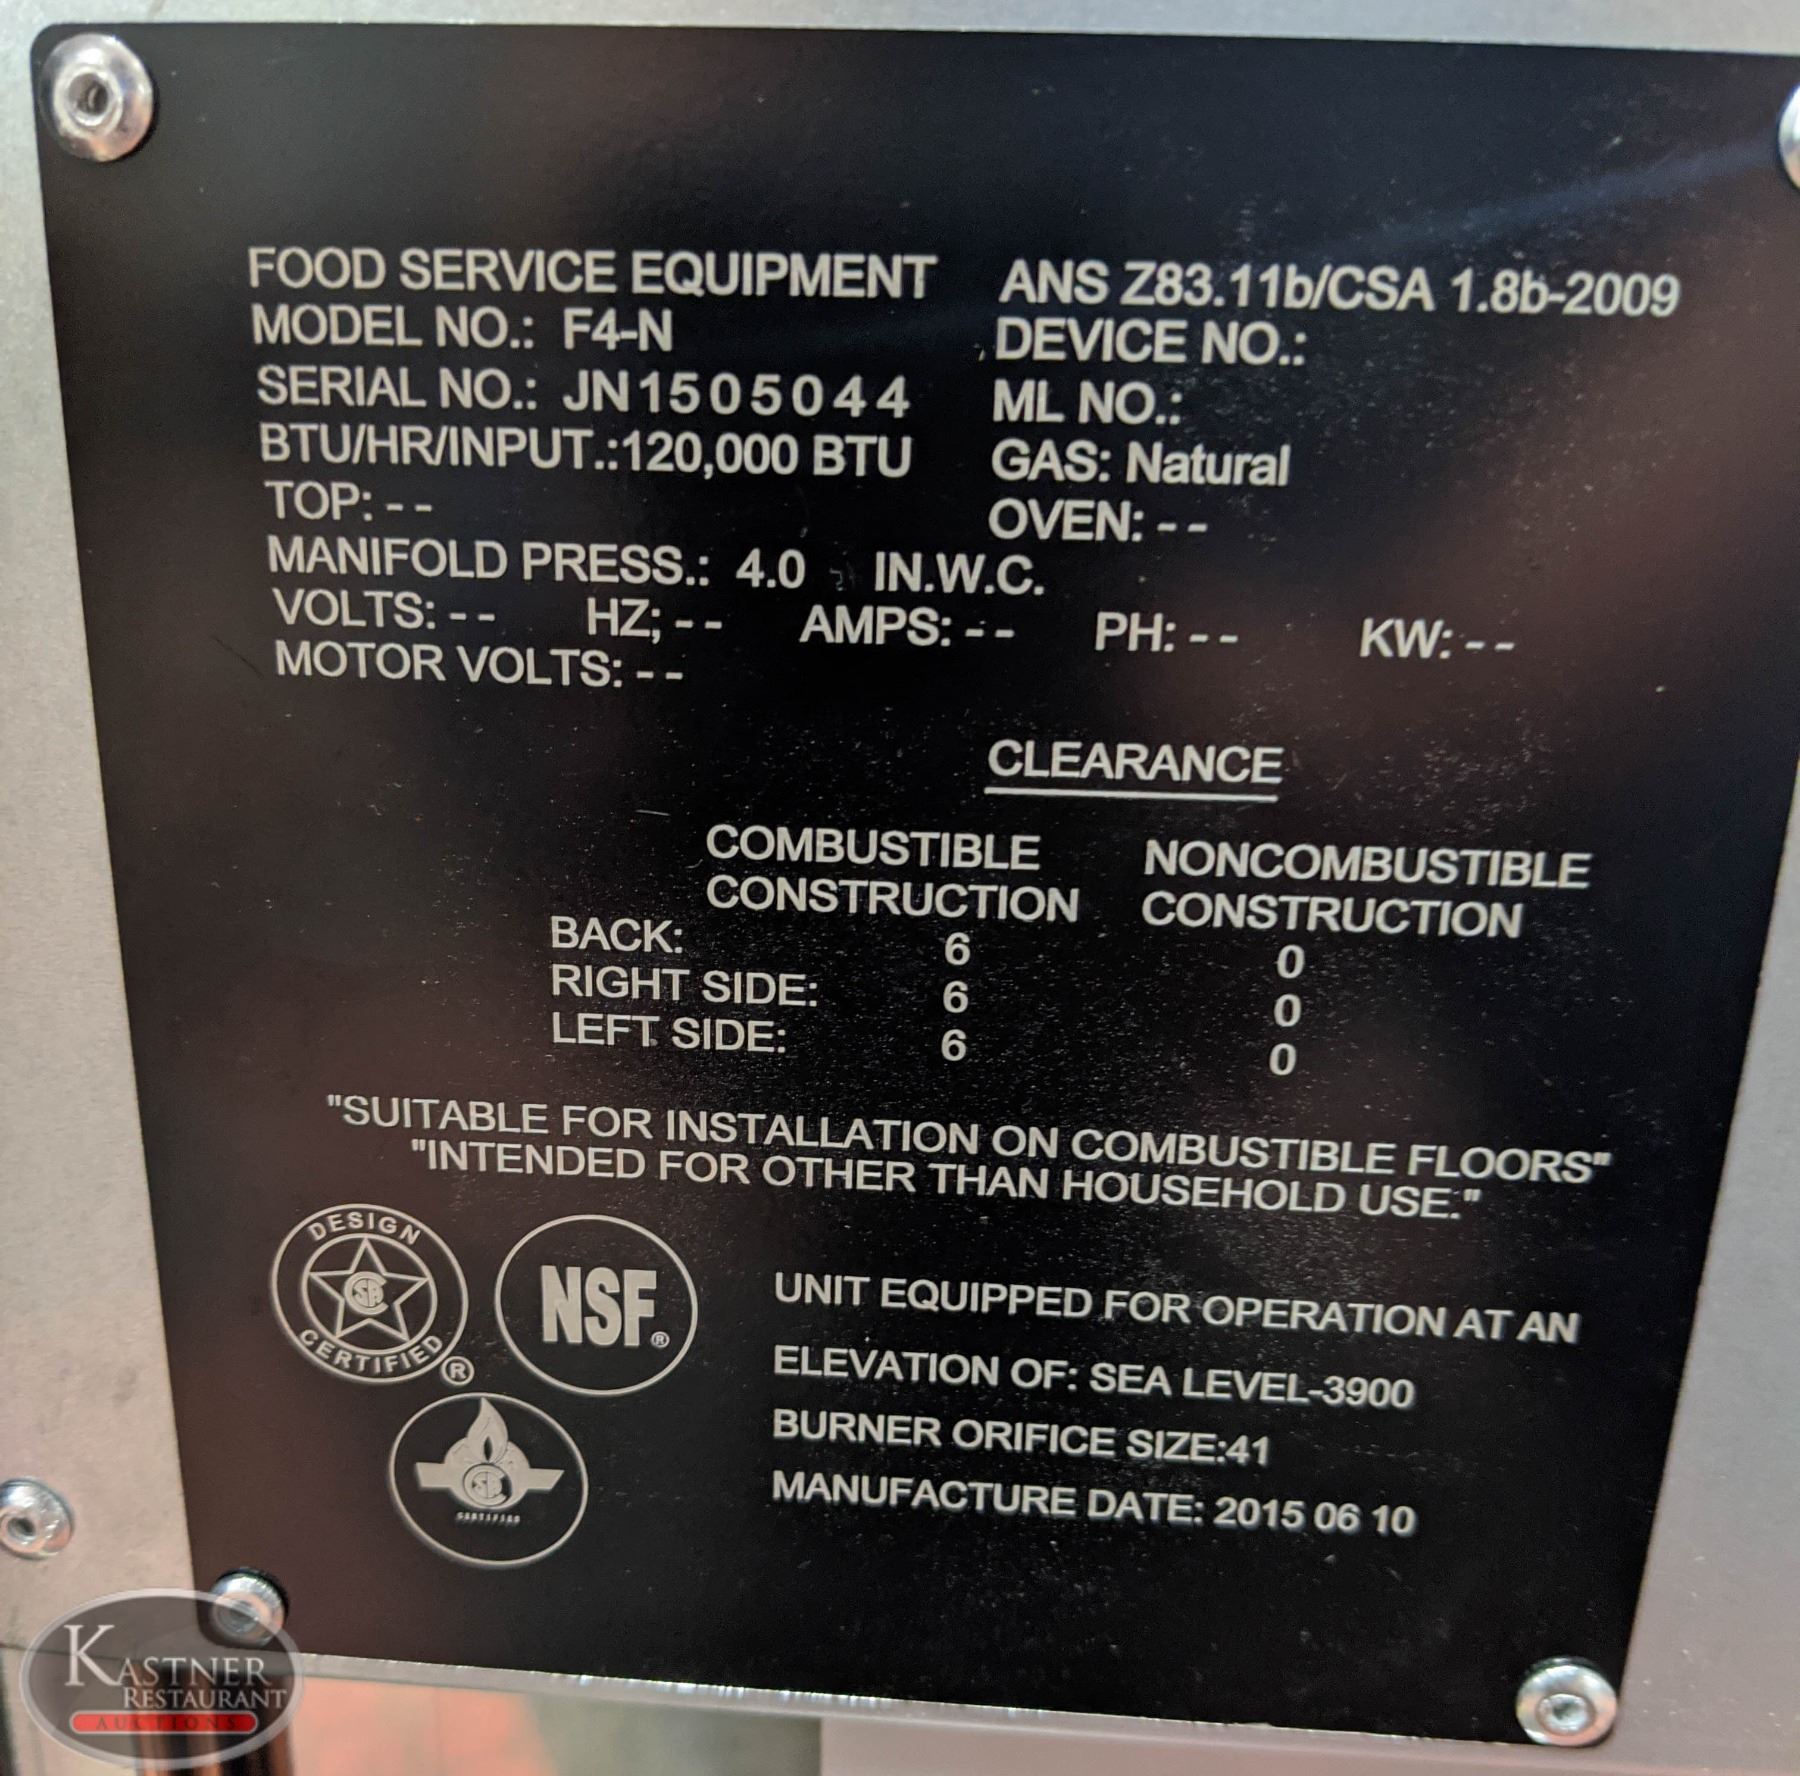 FOOD SERVICE EQUIPMENT ANS Z83.11b/CSA 1.8b-2009
MODEL NO.: F4-N DEVICE NO.:
SERIAL NO.: JN1505044 ML NO.:
BTU/HR/INPUT.:120,000 BTU GAS: Natural
TOP: -- OVEN: --
MANIFOLD PRESS.: 4.0 IN.W.C.
VOLTS: -- HZ; -- AMPS: -- PH: -- KW: --
MOTOR VOLTS: --
CLEARANCE
COMBUSTIBLE NONCOMBUSTIBLE
CONSTRUCTION CONSTRUCTION
BACK: 6 0
RIGHT SIDE: 6 0
LEFT SIDE: 6 0
"SUITABLE FOR INSTALLATION ON COMBUSTIBLE FLOORS"
"INTENDED FOR OTHER THAN HOUSEHOLD USE."
DESIGN
CSA
CERTIFIED ®
NSF®
CSA
CERTIFIED
UNIT EQUIPPED FOR OPERATION AT AN
ELEVATION OF: SEA LEVEL-3900
BURNER ORIFICE SIZE:41
MANUFACTURE DATE: 2015 06 10
KASTNER
RESTAURANT
AUCTIONS